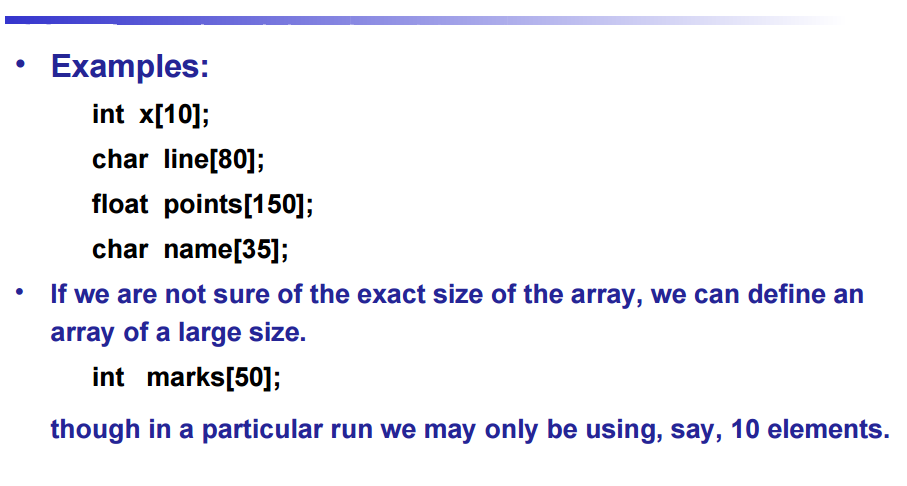 • Examples:
int x[10];
char line[80];
float points[150];
char name[35];
• If we are not sure of the exact size of the array, we can define an
array of a large size.
int marks[50];
though in a particular run we may only be using, say, 10 elements.